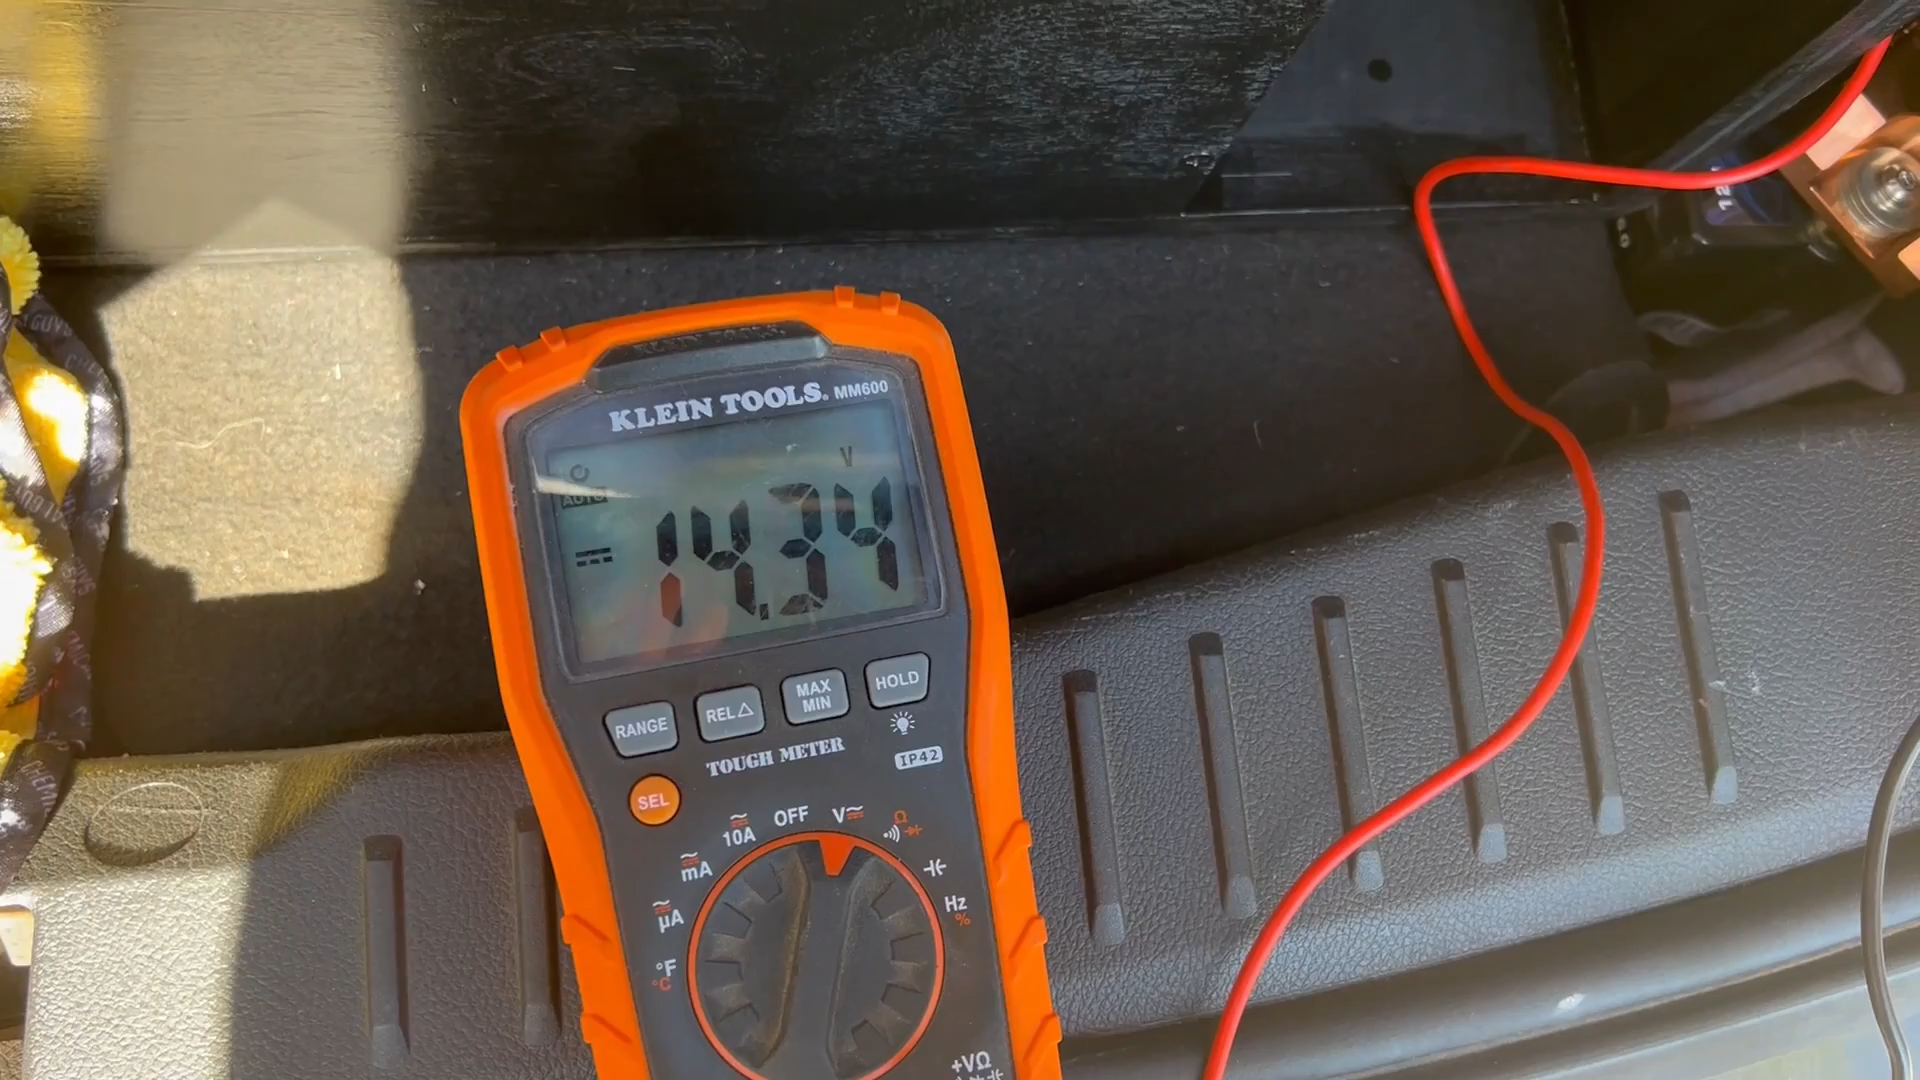 KLEIN TOOLS® MM600
V
AUTO
14.34
RANGE
REL△
MAX
MIN
HOLD
TOUGH METER
IP42
SEL
10A
OFF
V
Ω
mA
µA
Hz
%
°F
°C
+VΩ
12